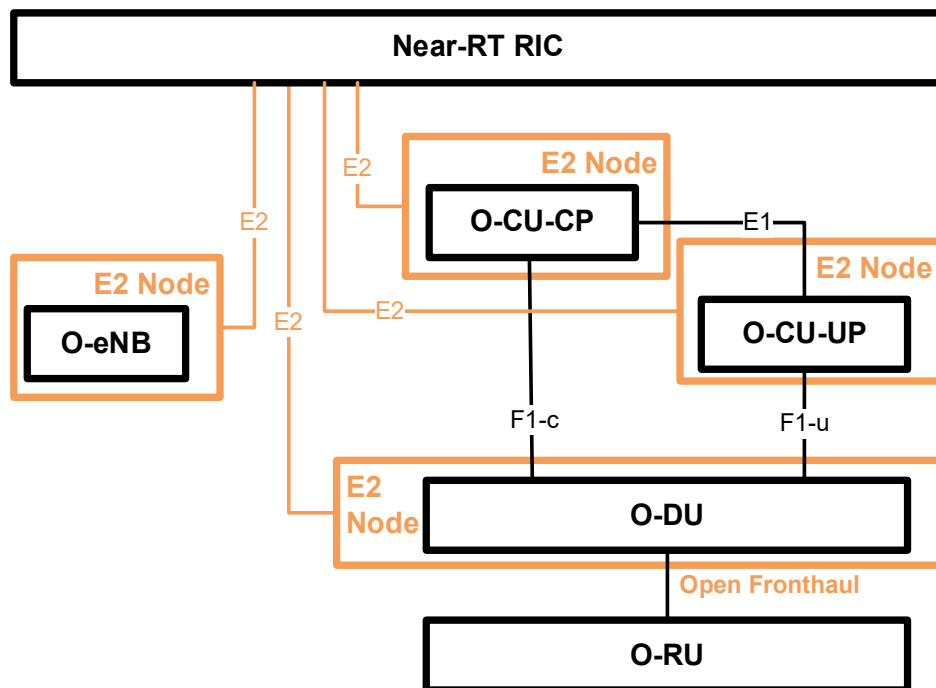 Near-RT RIC
E2
E2 Node
O-CU-CP
E1
E2
E2 Node
E2 Node
O-eNB
E2
E2
O-CU-UP
F1-c
F1-u
E2
Node
O-DU
Open Fronthaul
O-RU